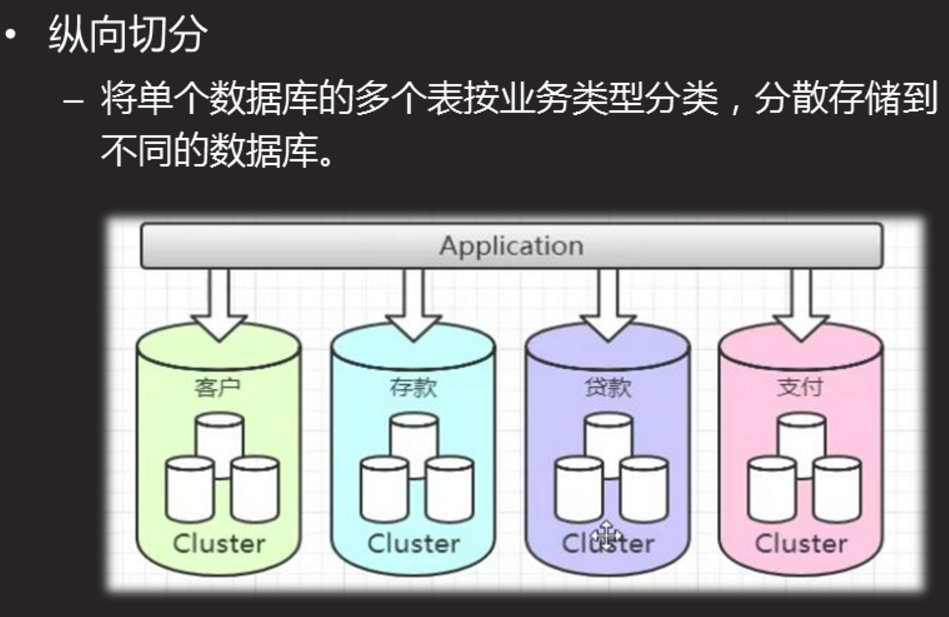 • 纵向切分
– 将单个数据库的多个表按业务类型分类，分散存储到
不同的数据库。
Application
客户 存款 贷款 支付
Cluster Cluster Cluster Cluster